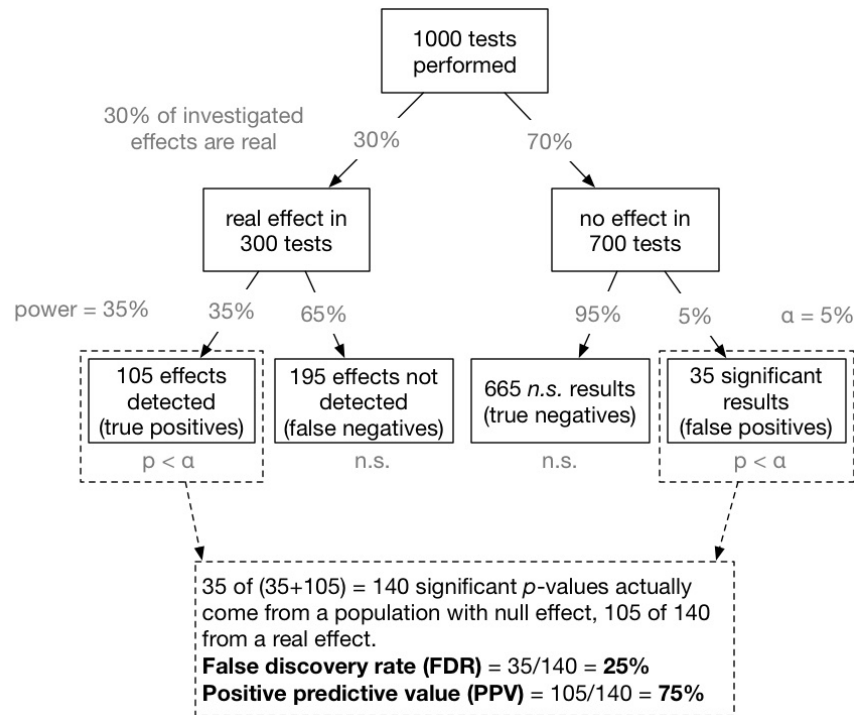 1000 tests
performed
30% of investigated
effects are real
30%
70%
real effect in
300 tests
no effect in
700 tests
power = 35%
35%
65%
95%
5%
α = 5%
105 effects
detected
(true positives)
195 effects not
detected
(false negatives)
665 n.s. results
(true negatives)
35 significant
results
(false positives)
p < α
n.s.
n.s.
p < α
35 of (35+105) = 140 significant p-values actually
come from a population with null effect, 105 of 140
from a real effect.
False discovery rate (FDR) = 35/140 = 25%
Positive predictive value (PPV) = 105/140 = 75%